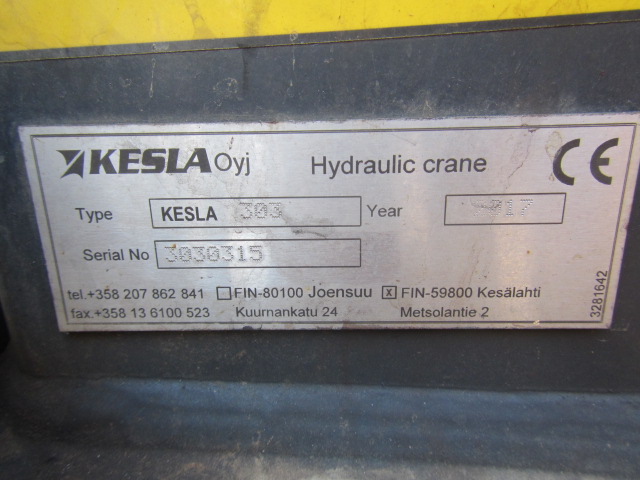 KESLA Oyj Hydraulic crane CE
Type KESLA 303 Year
Serial No 3030315
tel.+358 207 862 841 FIN-80100 Joensuu x FIN-59800 Kesälahti
fax.+358 13 6100 523 Kuurnankatu 24 Metsolantie 2
3281642